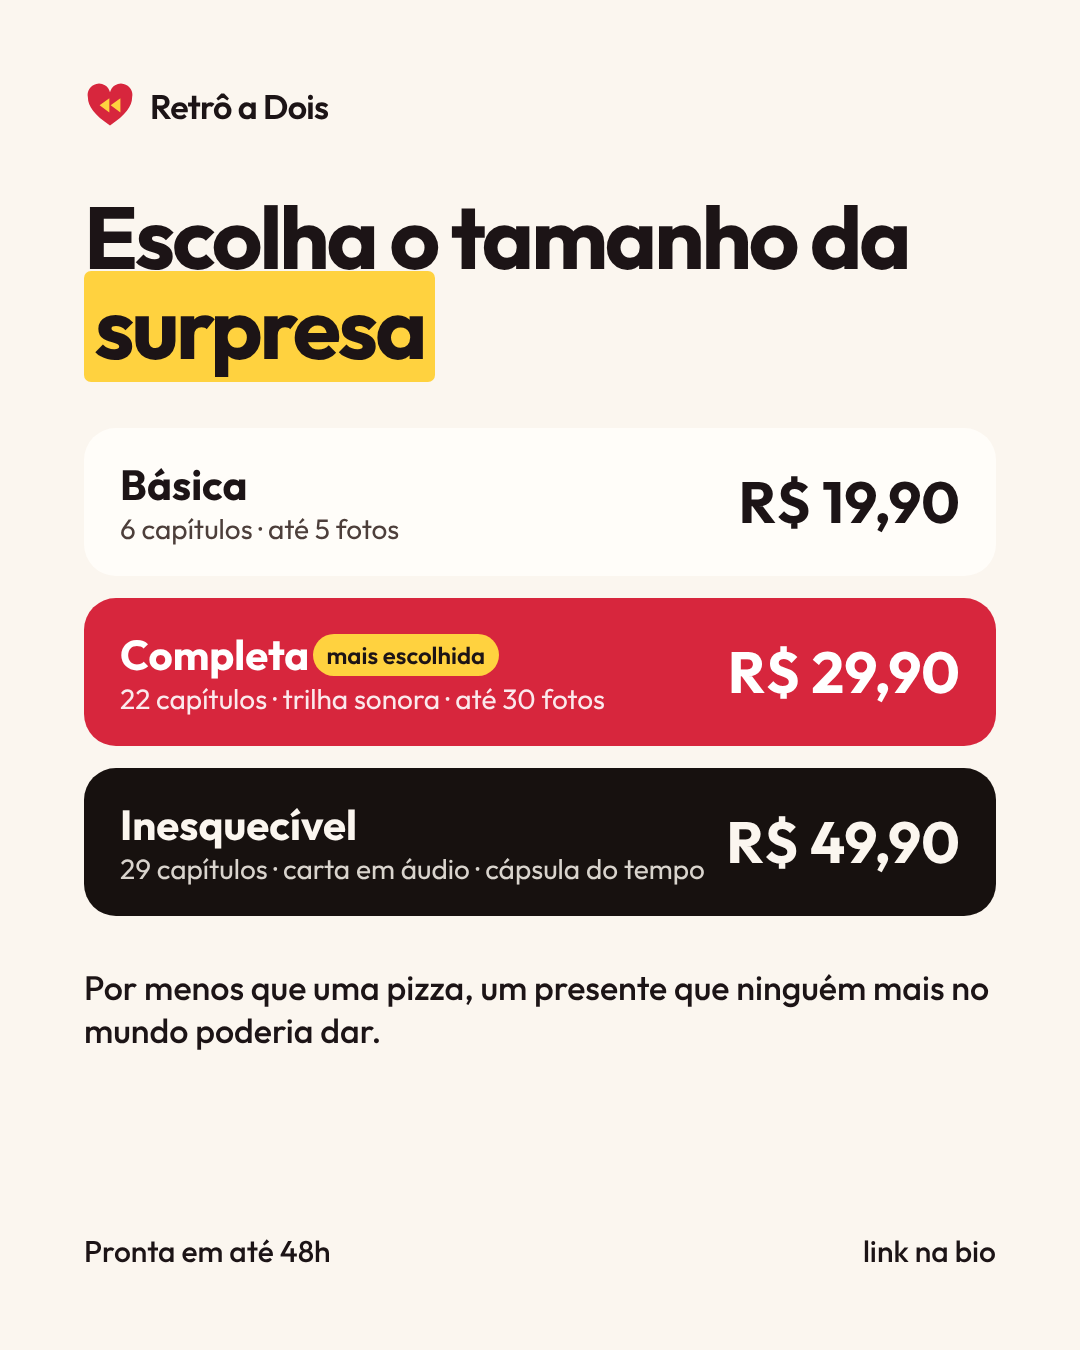 Retrô a Dois
Escolha o tamanho da
surpresa
Básica
6 capítulos · até 5 fotos
R$ 19,90
Completa mais escolhida
22 capítulos · trilha sonora · até 30 fotos
R$ 29,90
Inesquecível
29 capítulos · carta em áudio · cápsula do tempo
R$ 49,90
Por menos que uma pizza, um presente que ninguém mais no
mundo poderia dar.
Pronta em até 48h
link na bio